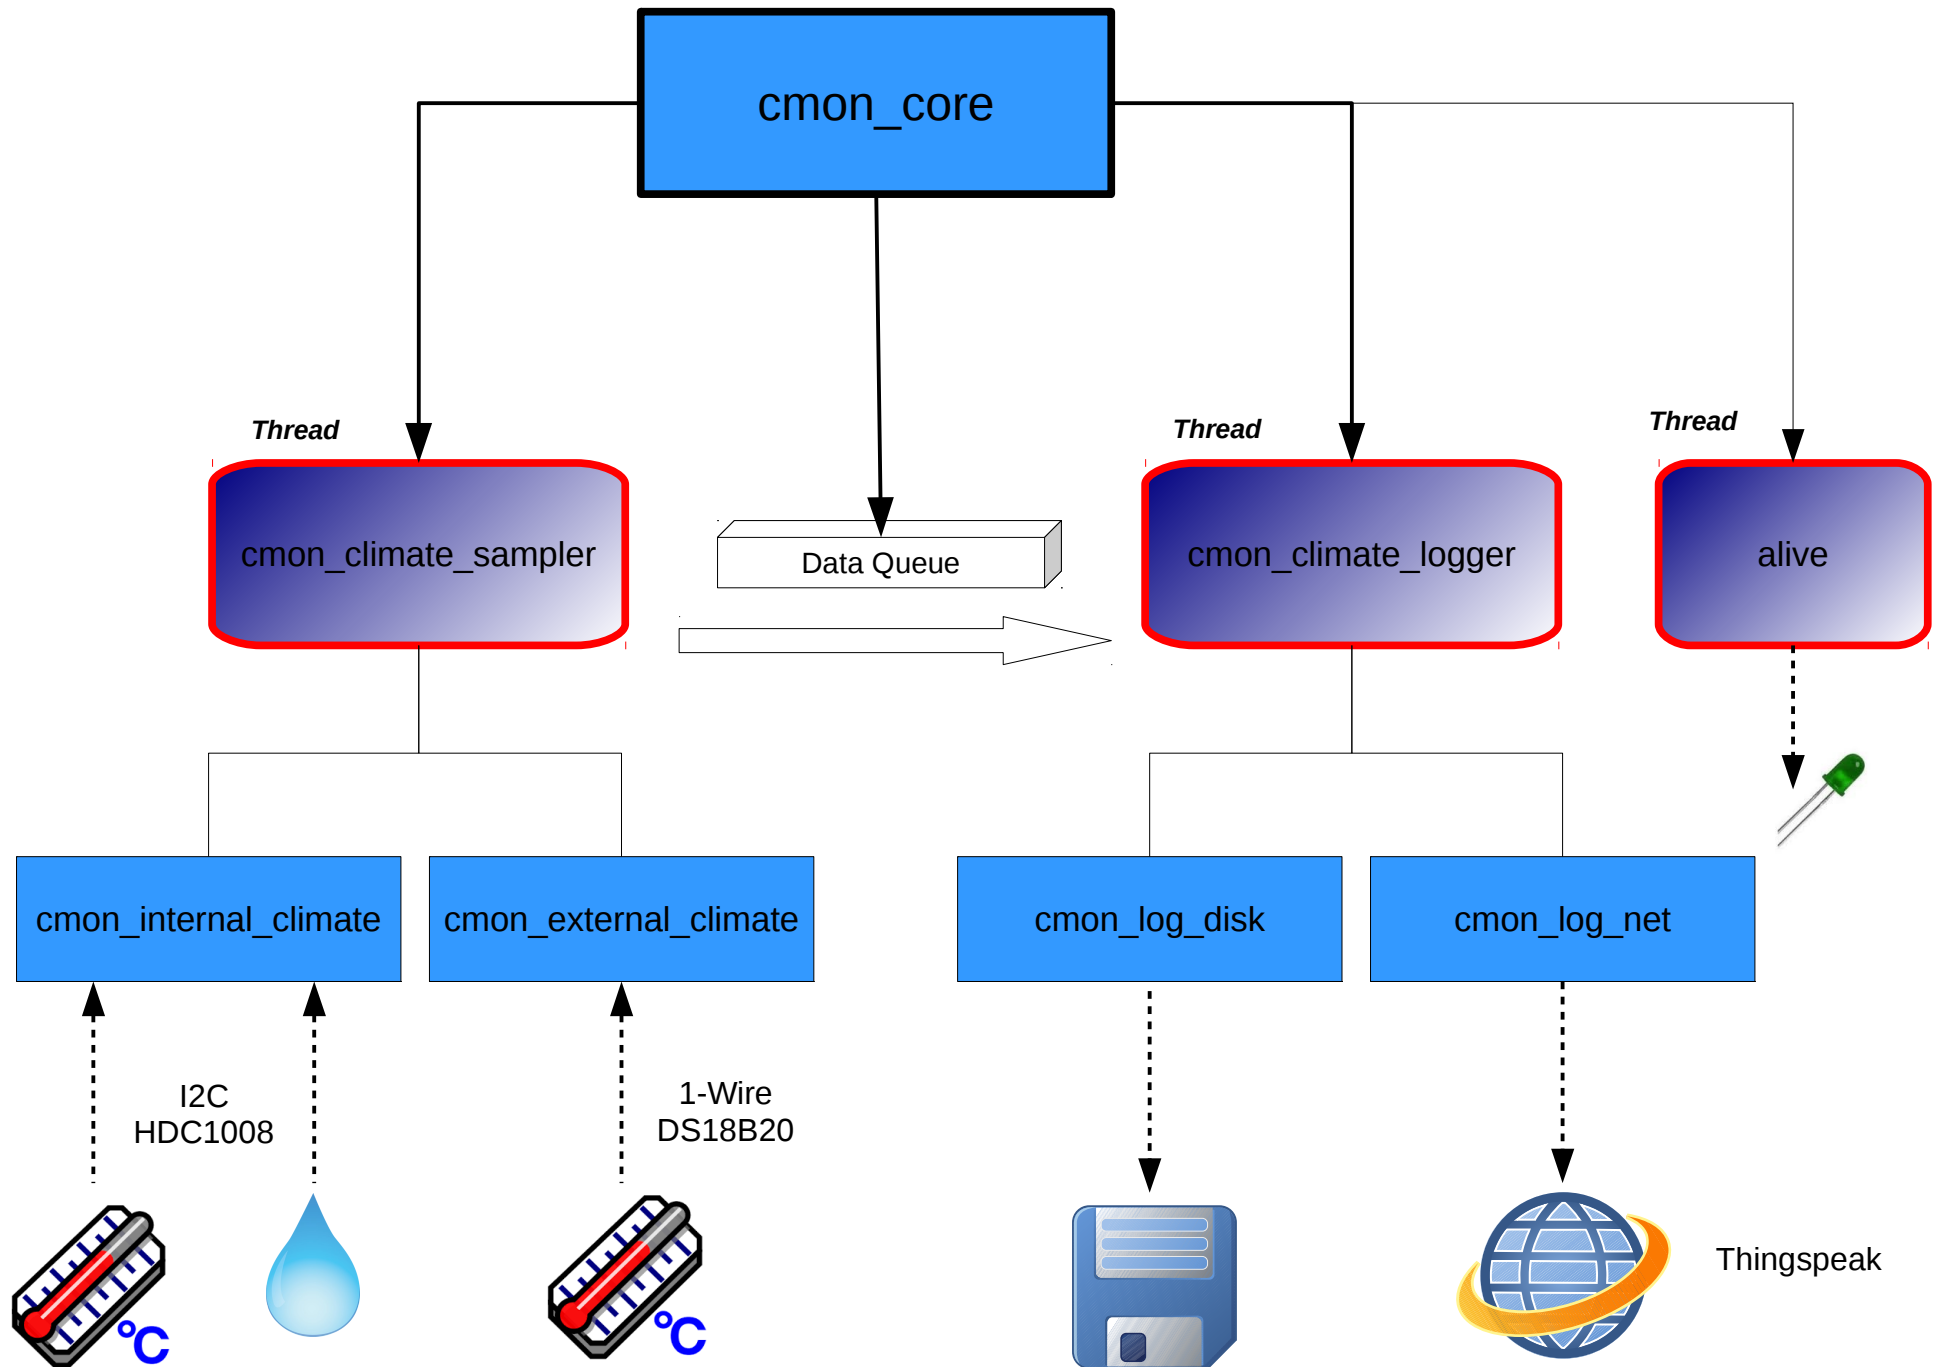 cmon_core
Thread
Thread
Thread
cmon_climate_sampler
Data Queue
cmon_climate_logger
alive
cmon_internal_climate
cmon_external_climate
cmon_log_disk
cmon_log_net
I2C
HDC1008
1-Wire
DS18B20
Thingspeak
°C
°C